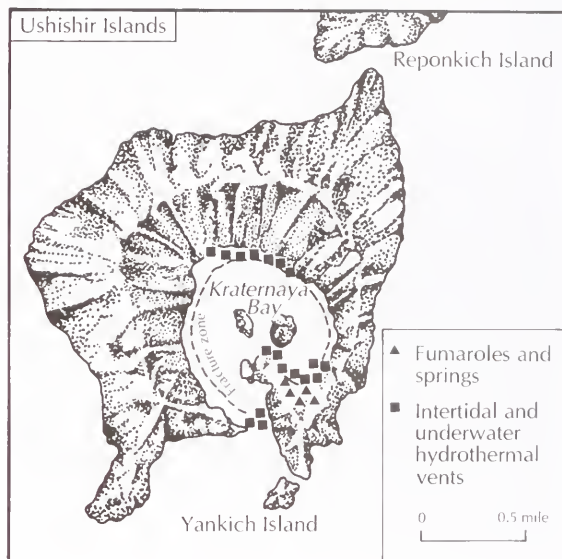 Ushishir Islands
Reponkich Island
Kraternaya
Bay
Fracture zone
Fumaroles and
springs
Intertidal and
underwater
hydrothermal
vents
0 0.5 mile
Yankich Island